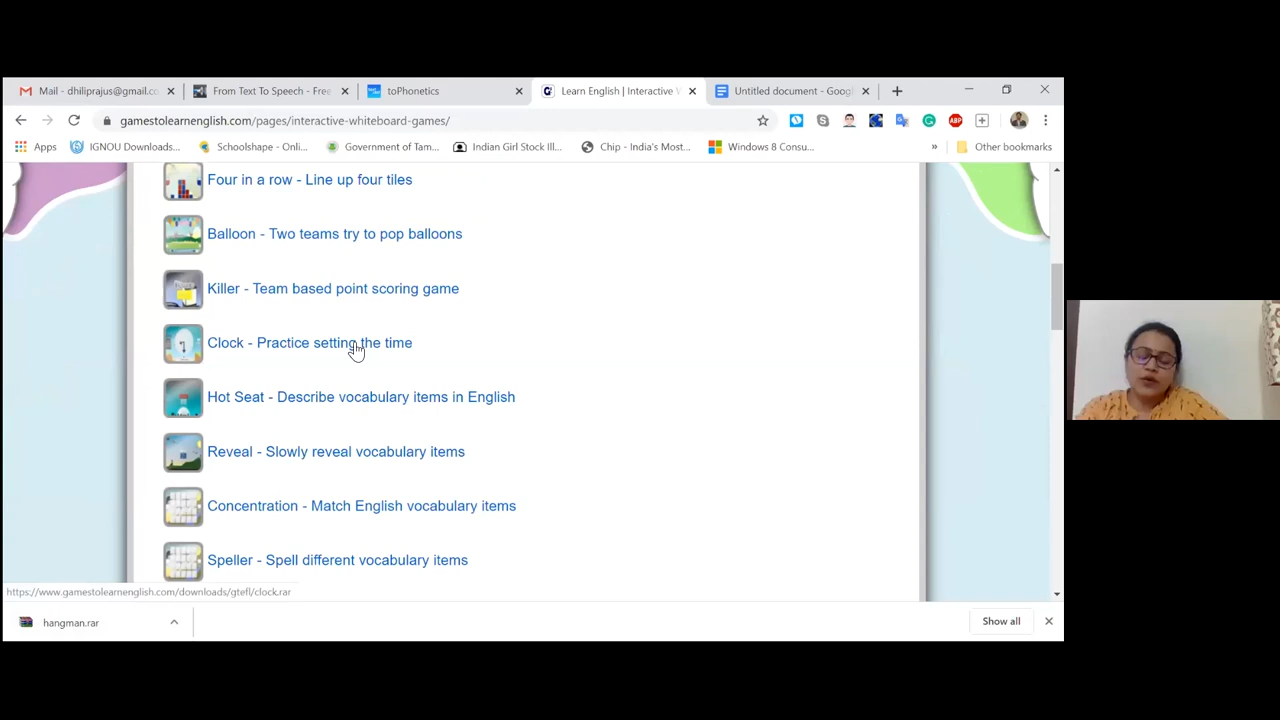 Mail - dhiliprajus@gmail.co
From Text To Speech - Free
toPhonetics
Learn English | Interactive W
Untitled document - Googl
gamestolearnenglish.com/pages/interactive-whiteboard-games/
Apps
IGNOU Downloads...
Schoolshape - Onli...
Government of Tam...
Indian Girl Stock Ill...
Chip - India's Most...
Windows 8 Consu...
»
Other bookmarks
Four in a row - Line up four tiles
Balloon - Two teams try to pop balloons
Killer - Team based point scoring game
Clock - Practice setting the time
Hot Seat - Describe vocabulary items in English
Reveal - Slowly reveal vocabulary items
Concentration - Match English vocabulary items
Speller - Spell different vocabulary items
https://www.gamestolearnenglish.com/downloads/gtefl/clock.rar
hangman.rar
Show all